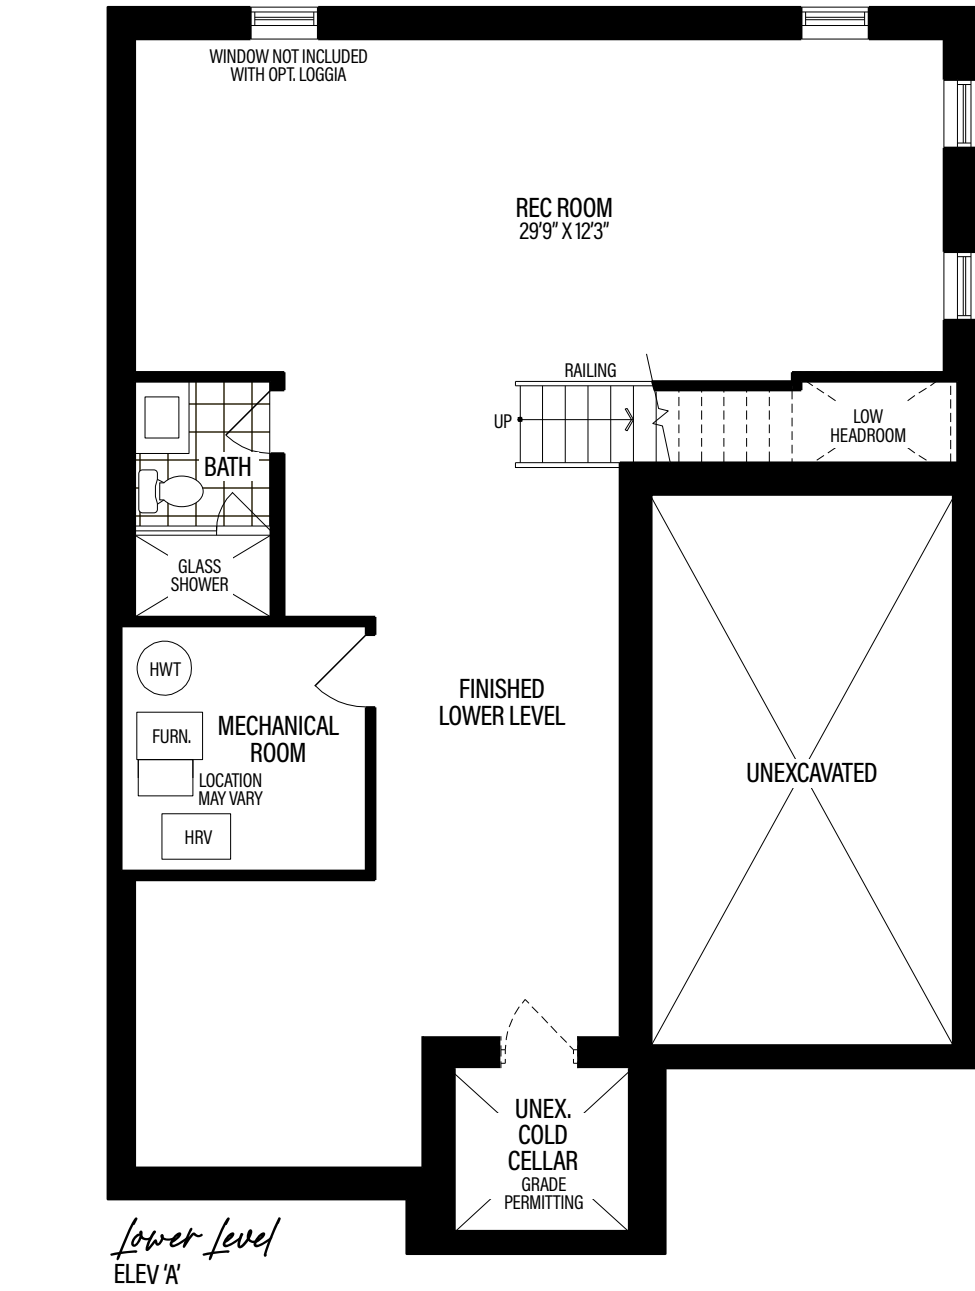 WINDOW NOT INCLUDED
WITH OPT. LOGGIA
REC ROOM
29'9" X 12'3"
RAILING
UP
LOW
HEADROOM
BATH
GLASS
SHOWER
HWT
FURN.
MECHANICAL
ROOM
LOCATION
MAY VARY
HRV
FINISHED
LOWER LEVEL
UNEXCAVATED
UNEX.
COLD
CELLAR
GRADE
PERMITTING
Lower Level
ELEV 'A'